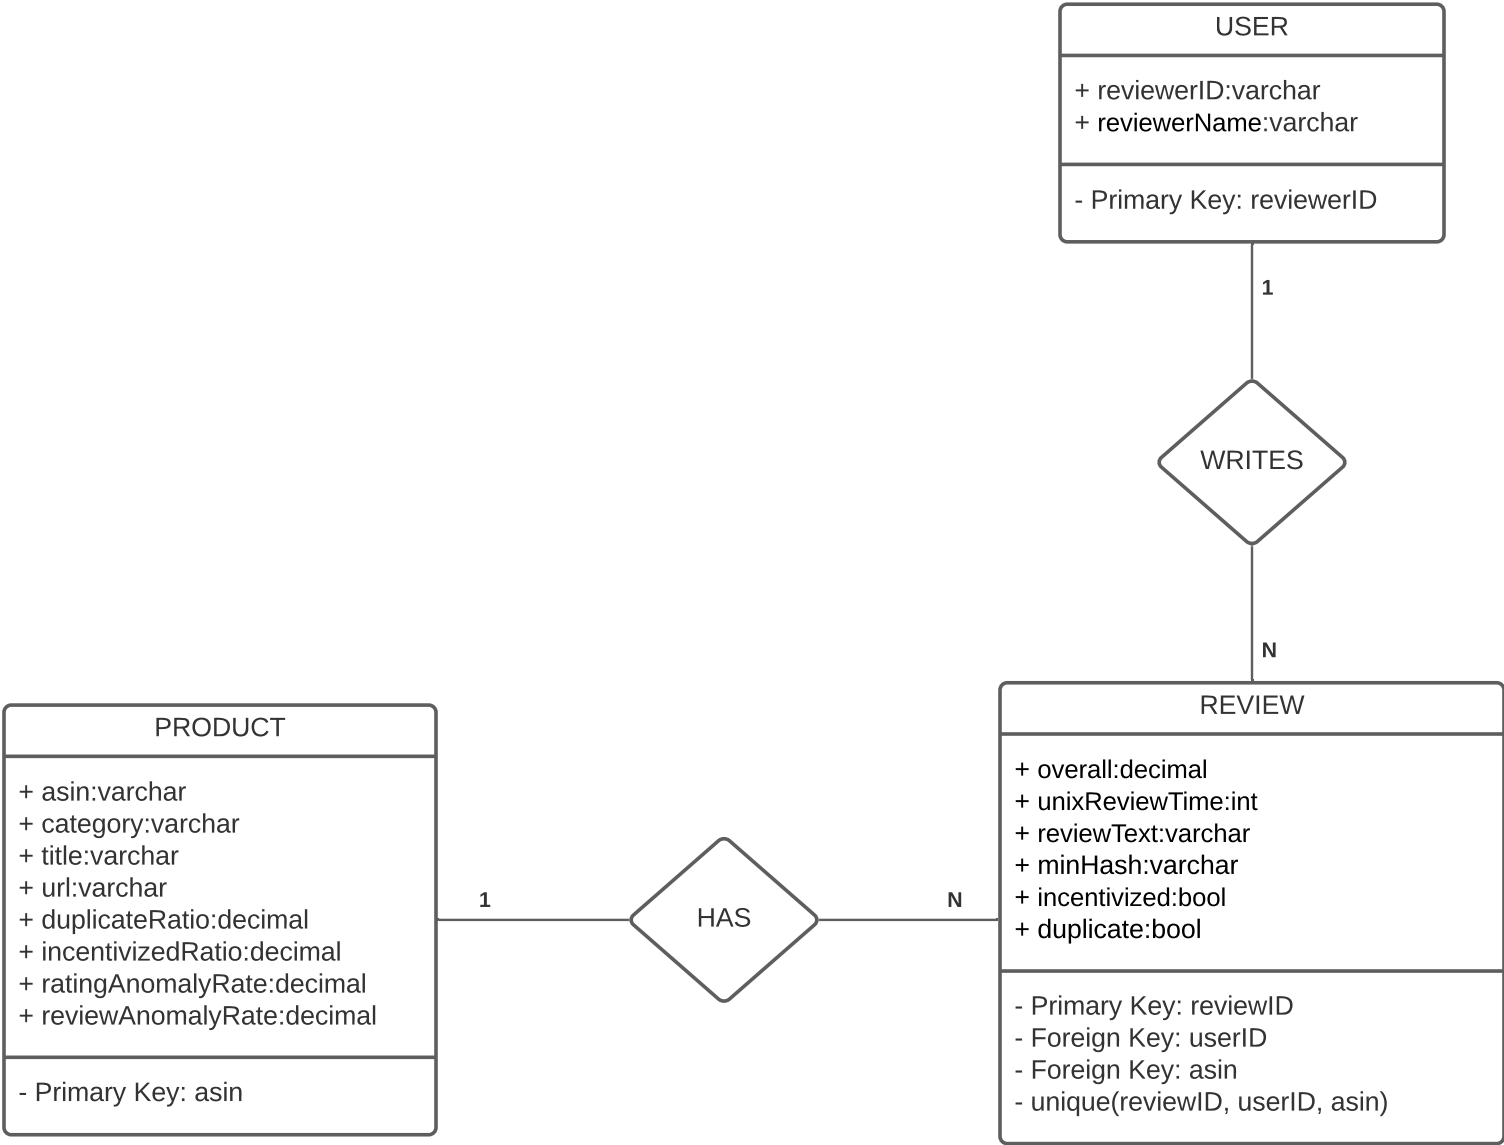 USER
+ reviewerID:varchar
+ reviewerName:varchar
- Primary Key: reviewerID
1
WRITES
N
PRODUCT
+ asin:varchar
+ category:varchar
+ title:varchar
+ url:varchar
+ duplicateRatio:decimal
+ incentivizedRatio:decimal
+ ratingAnomalyRate:decimal
+ reviewAnomalyRate:decimal
- Primary Key: asin
1
HAS
N
REVIEW
+ overall:decimal
+ unixReviewTime:int
+ reviewText:varchar
+ minHash:varchar
+ incentivized:bool
+ duplicate:bool
- Primary Key: reviewID
- Foreign Key: userID
- Foreign Key: asin
- unique(reviewID, userID, asin)